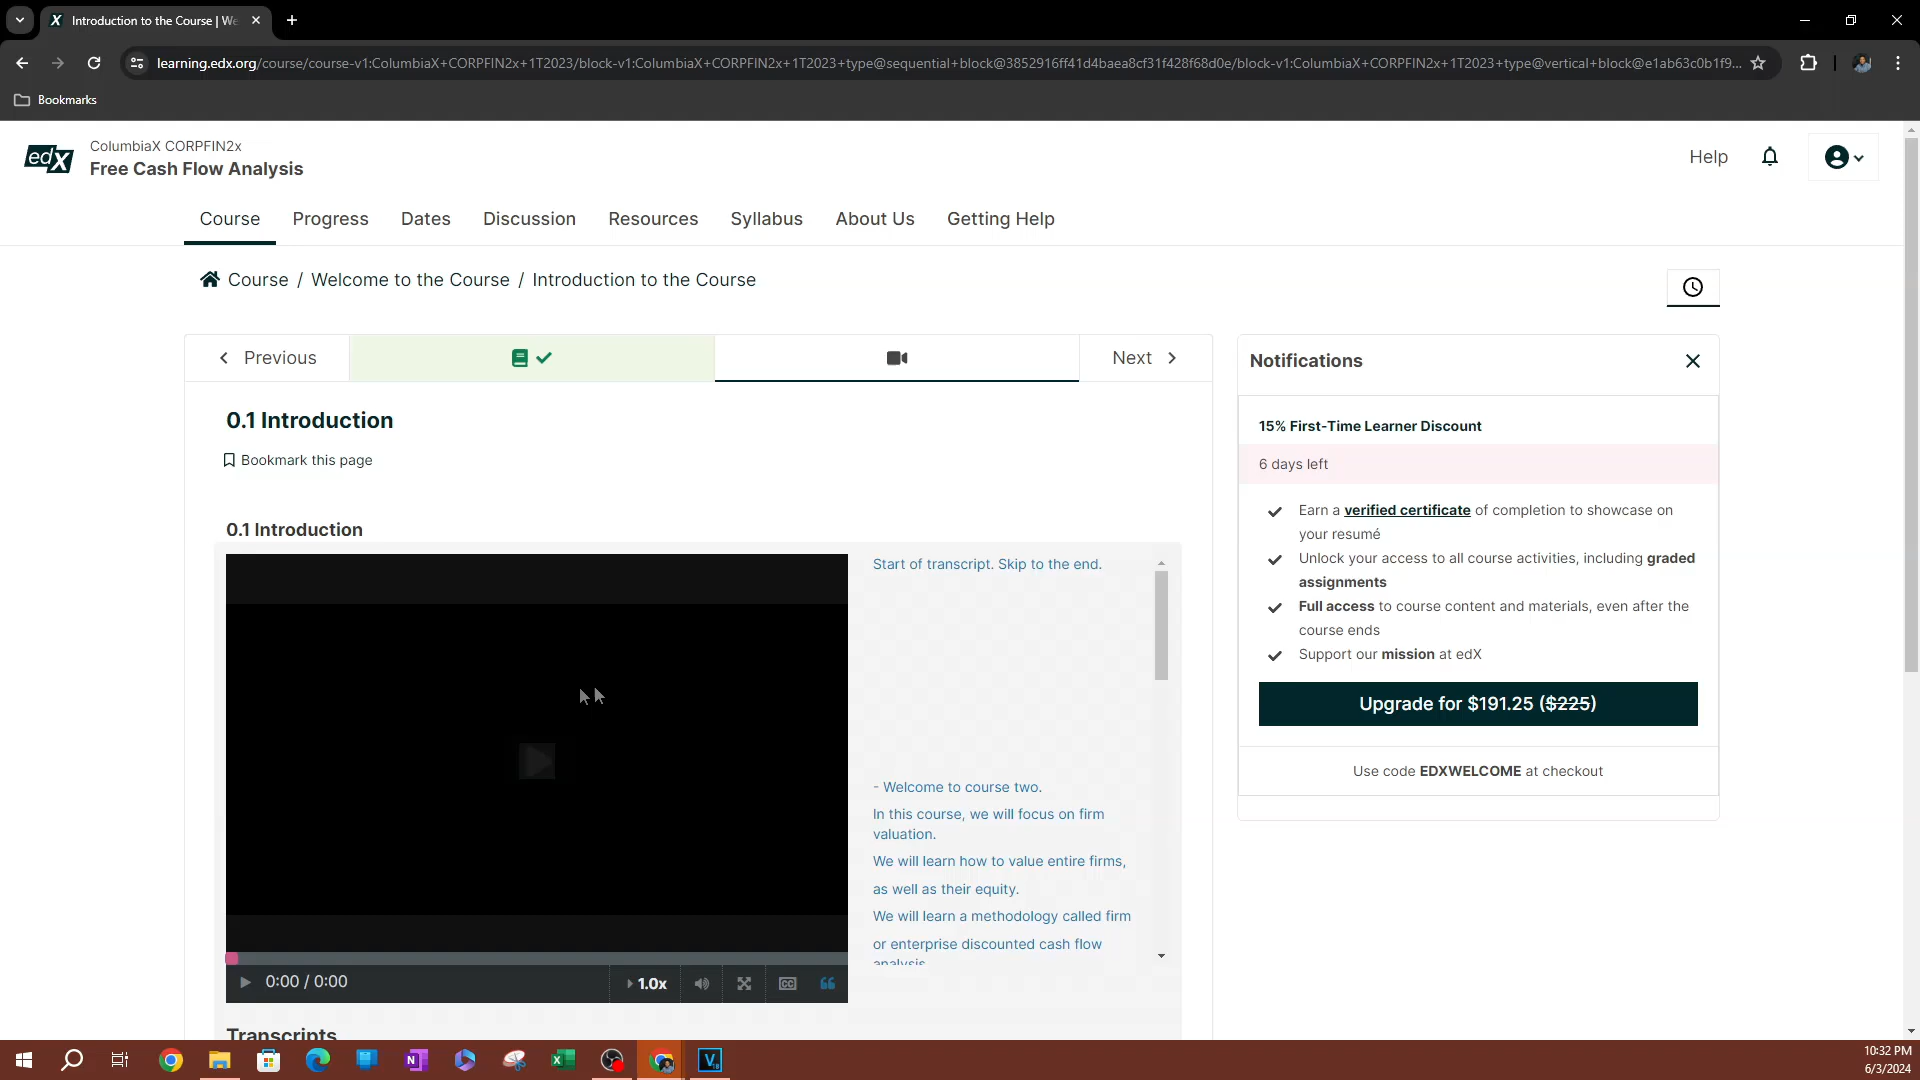 Introduction to the Course | We
learning.edx.org/course/course-v1:ColumbiaX+CORPFIN2x+1T2023/block-v1:ColumbiaX+CORPFIN2x+1T2023+type@sequential+block@3852916ff41d4baea8cf31f428f68d0e/block-v1:ColumbiaX+CORPFIN2x+1T2023+type@vertical+block@e1ab63c0b1f9...
Bookmarks
edX
ColumbiaX CORPFIN2x
Free Cash Flow Analysis
Help
Course Progress Dates Discussion Resources Syllabus About Us Getting Help
Course / Welcome to the Course / Introduction to the Course
Previous
Next
0.1 Introduction
Bookmark this page
0.1 Introduction
Start of transcript. Skip to the end.
- Welcome to course two.
In this course, we will focus on firm
valuation.
We will learn how to value entire firms,
as well as their equity.
We will learn a methodology called firm
or enterprise discounted cash flow
analysis
0:00 / 0:00
1.0x
CC
Transcripts
Notifications
15% First-Time Learner Discount
6 days left
Earn a verified certificate of completion to showcase on
your resumé
Unlock your access to all course activities, including graded
assignments
Full access to course content and materials, even after the
course ends
Support our mission at edX
Upgrade for $191.25 ($225)
Use code EDXWELCOME at checkout
10:32 PM
6/3/2024